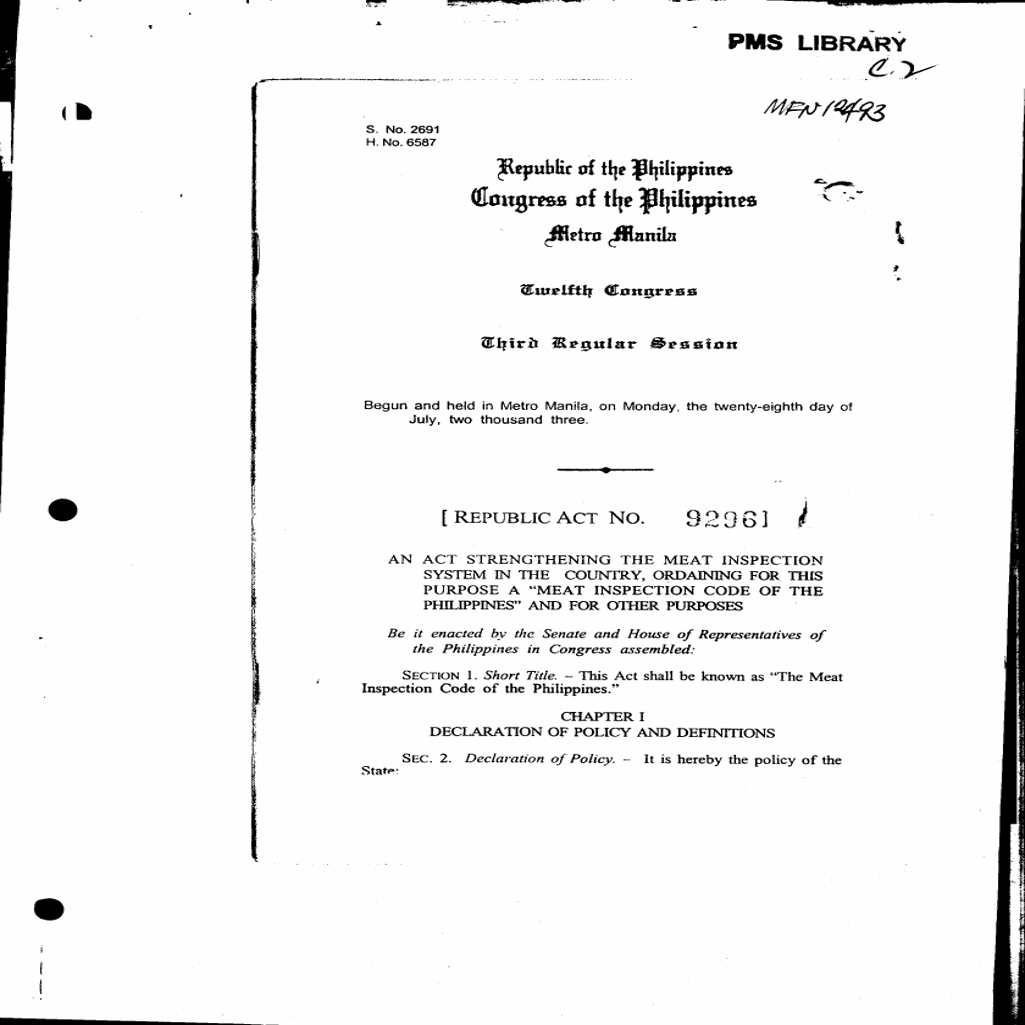 PMS LIBRARY
C.2
MFN 12493
S. No. 2691
H. No. 6587
Republic of the Philippines
Congress of the Philippines
Metro Manila
Twelfth Congress
Third Regular Session
Begun and held in Metro Manila, on Monday, the twenty-eighth day of
July, two thousand three.
[ REPUBLIC ACT NO. 9296 ]
AN ACT STRENGTHENING THE MEAT INSPECTION
SYSTEM IN THE COUNTRY, ORDAINING FOR THIS
PURPOSE A “MEAT INSPECTION CODE OF THE
PHILIPPINES” AND FOR OTHER PURPOSES
Be it enacted by the Senate and House of Representatives of
the Philippines in Congress assembled:
SECTION 1. Short Title. – This Act shall be known as “The Meat
Inspection Code of the Philippines.”
CHAPTER I
DECLARATION OF POLICY AND DEFINITIONS
SEC. 2. Declaration of Policy. – It is hereby the policy of the
State: